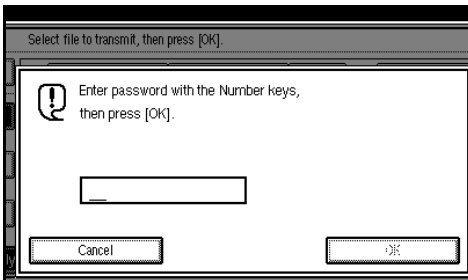 Select file to transmit, then press [OK].
Enter password with the Number keys,
then press [OK].
Cancel
OK